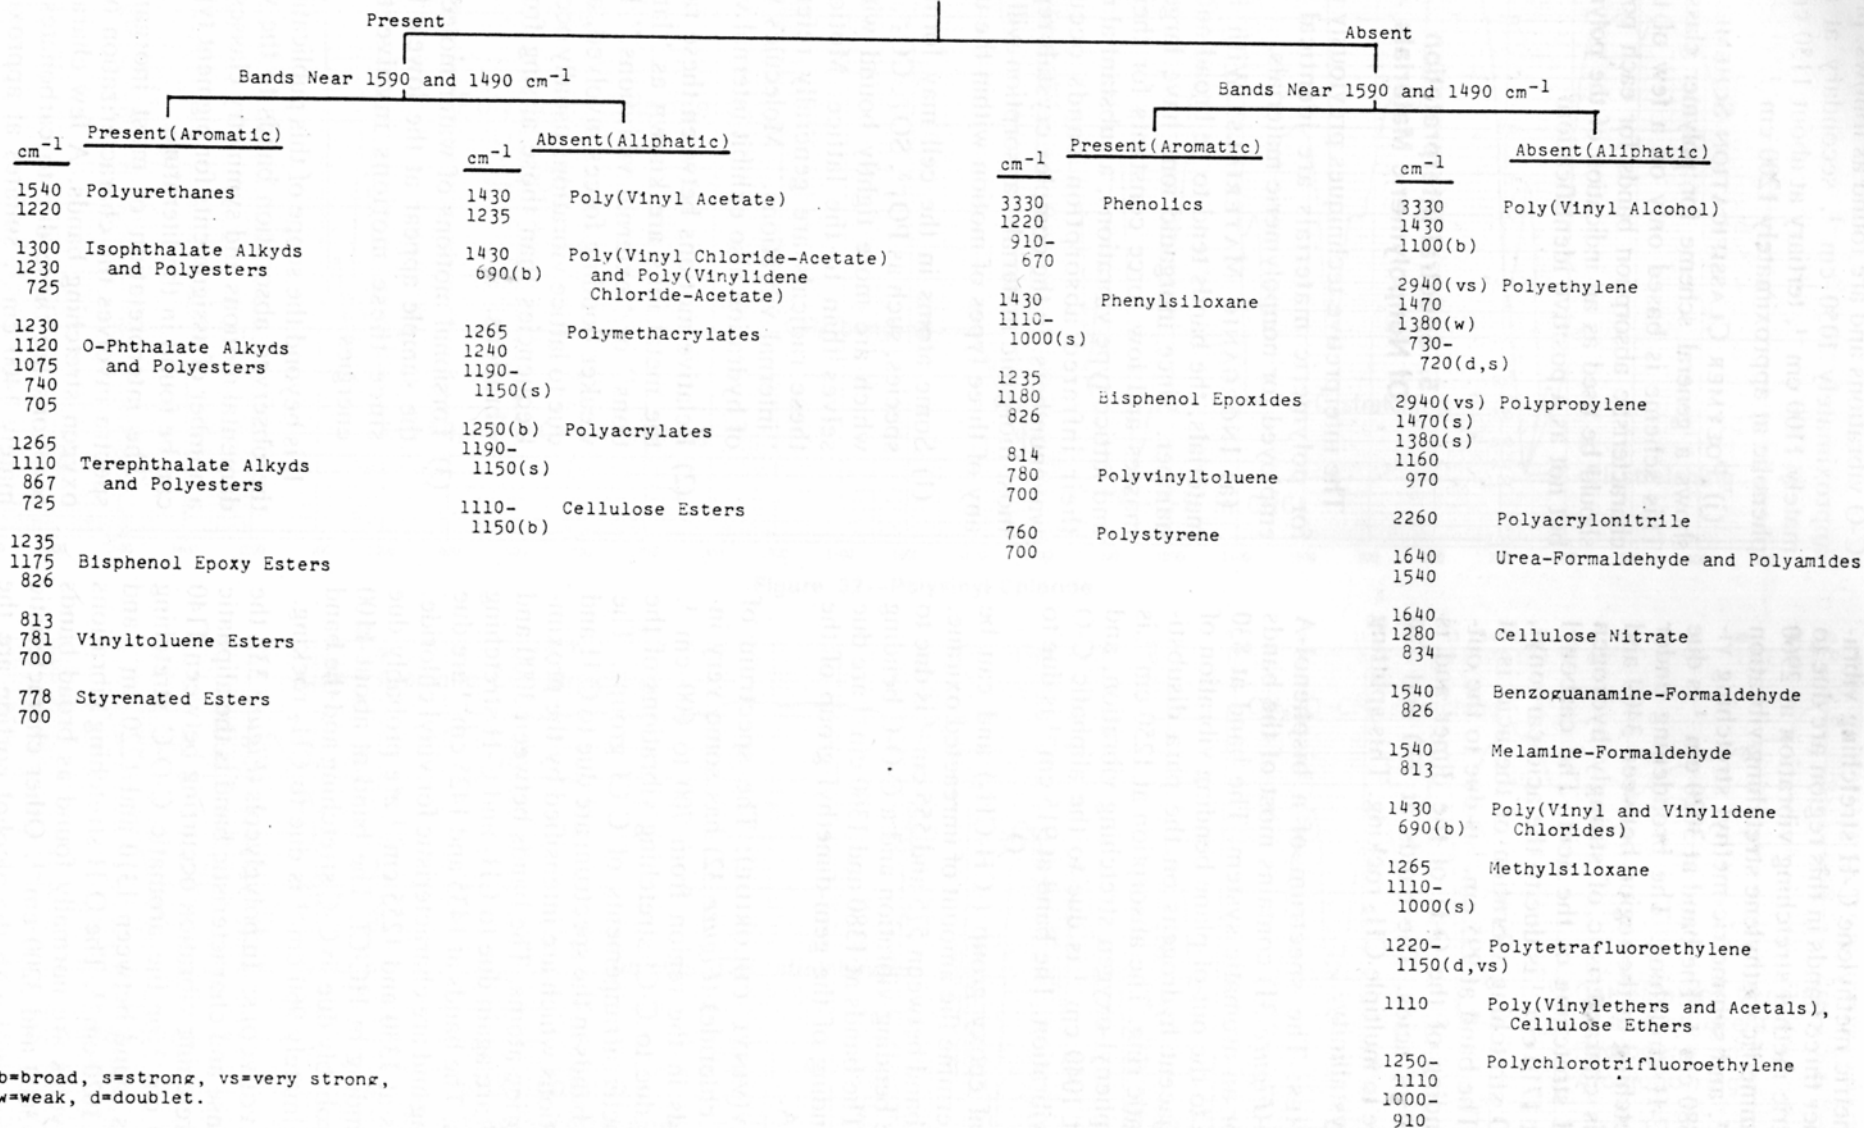 Present
Absent
Bands Near 1590 and 1490 cm-1
Bands Near 1590 and 1490 cm-1
cm-1 Present(Aromatic)
1540 Polyurethanes
1220
1300 Isophthalate Alkyds
1230 and Polyesters
725
1230
1120 O-Phthalate Alkyds
1075 and Polyesters
740
705
1265
1110 Terephthalate Alkyds
867 and Polyesters
725
1235
1175 Bisphenol Epoxy Esters
826
813
781 Vinyltoluene Esters
700
778 Styrenated Esters
700
cm-1 Absent(Aliphatic)
1430 Poly(Vinyl Acetate)
1235
1430 Poly(Vinyl Chloride-Acetate)
690(b) and Poly(Vinylidene
Chloride-Acetate)
1265 Polymethacrylates
1240
1190-
1150(s)
1250(b) Polyacrylates
1190-
1150(s)
1110- Cellulose Esters
1150(b)
cm-1 Present(Aromatic)
3330 Phenolics
1220
910-
670
1430 Phenylsiloxane
1110-
1000(s)
1235
1180 Bisphenol Epoxides
826
814
780 Polyvinyltoluene
700
760 Polystyrene
700
cm-1 Absent(Aliphatic)
3330 Poly(Vinyl Alcohol)
1430
1100(b)
2940(vs) Polyethylene
1470
1380(w)
730-
720(d,s)
2940(vs) Polypropylene
1470(s)
1380(s)
1160
970
2260 Polyacrylonitrile
1640 Urea-Formaldehyde and Polyamides
1540
1640
1280 Cellulose Nitrate
834
1540 Benzoguanamine-Formaldehyde
826
1540 Melamine-Formaldehyde
813
1430 Poly(Vinyl and Vinylidene
690(b) Chlorides)
1265 Methylsiloxane
1110-
1000(s)
1220- Polytetrafluoroethylene
1150(d,vs)
1110 Poly(Vinylethers and Acetals),
Cellulose Ethers
1250- Polychlorotrifluoroethylene
1110
1000-
910
b=broad, s=strong, vs=very strong,
w=weak, d=doublet.